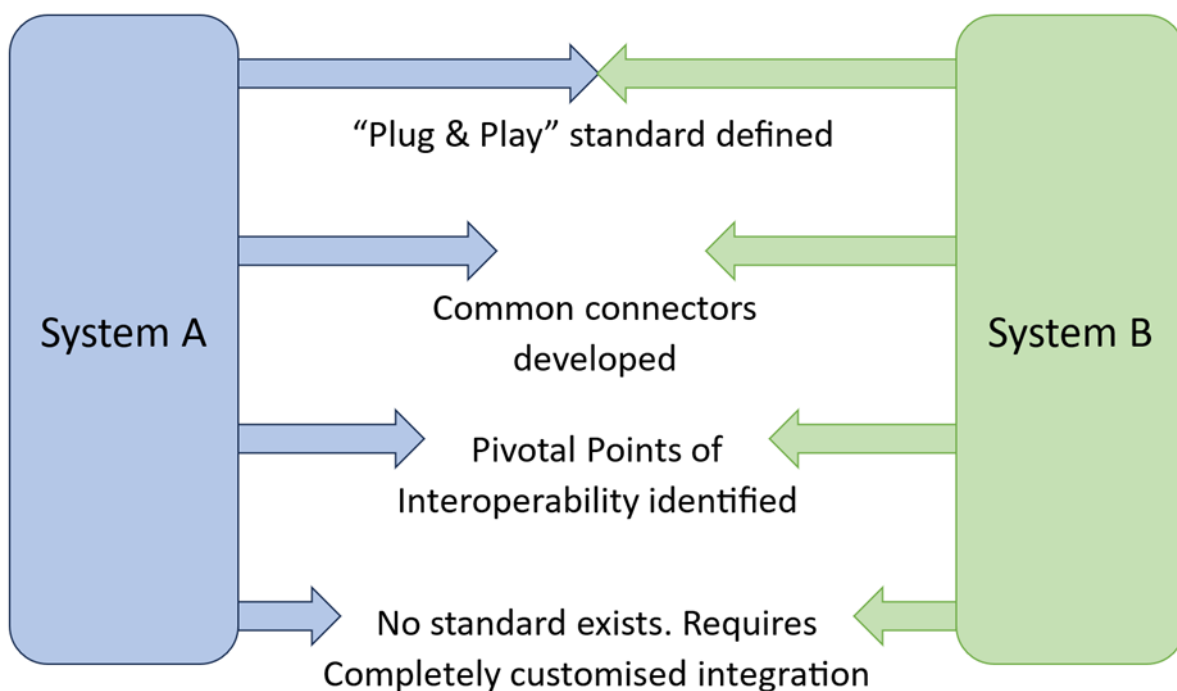 “Plug & Play” standard defined
System A
Common connectors
developed
System B
Pivotal Points of
Interoperability identified
No standard exists. Requires
Completely customised integration